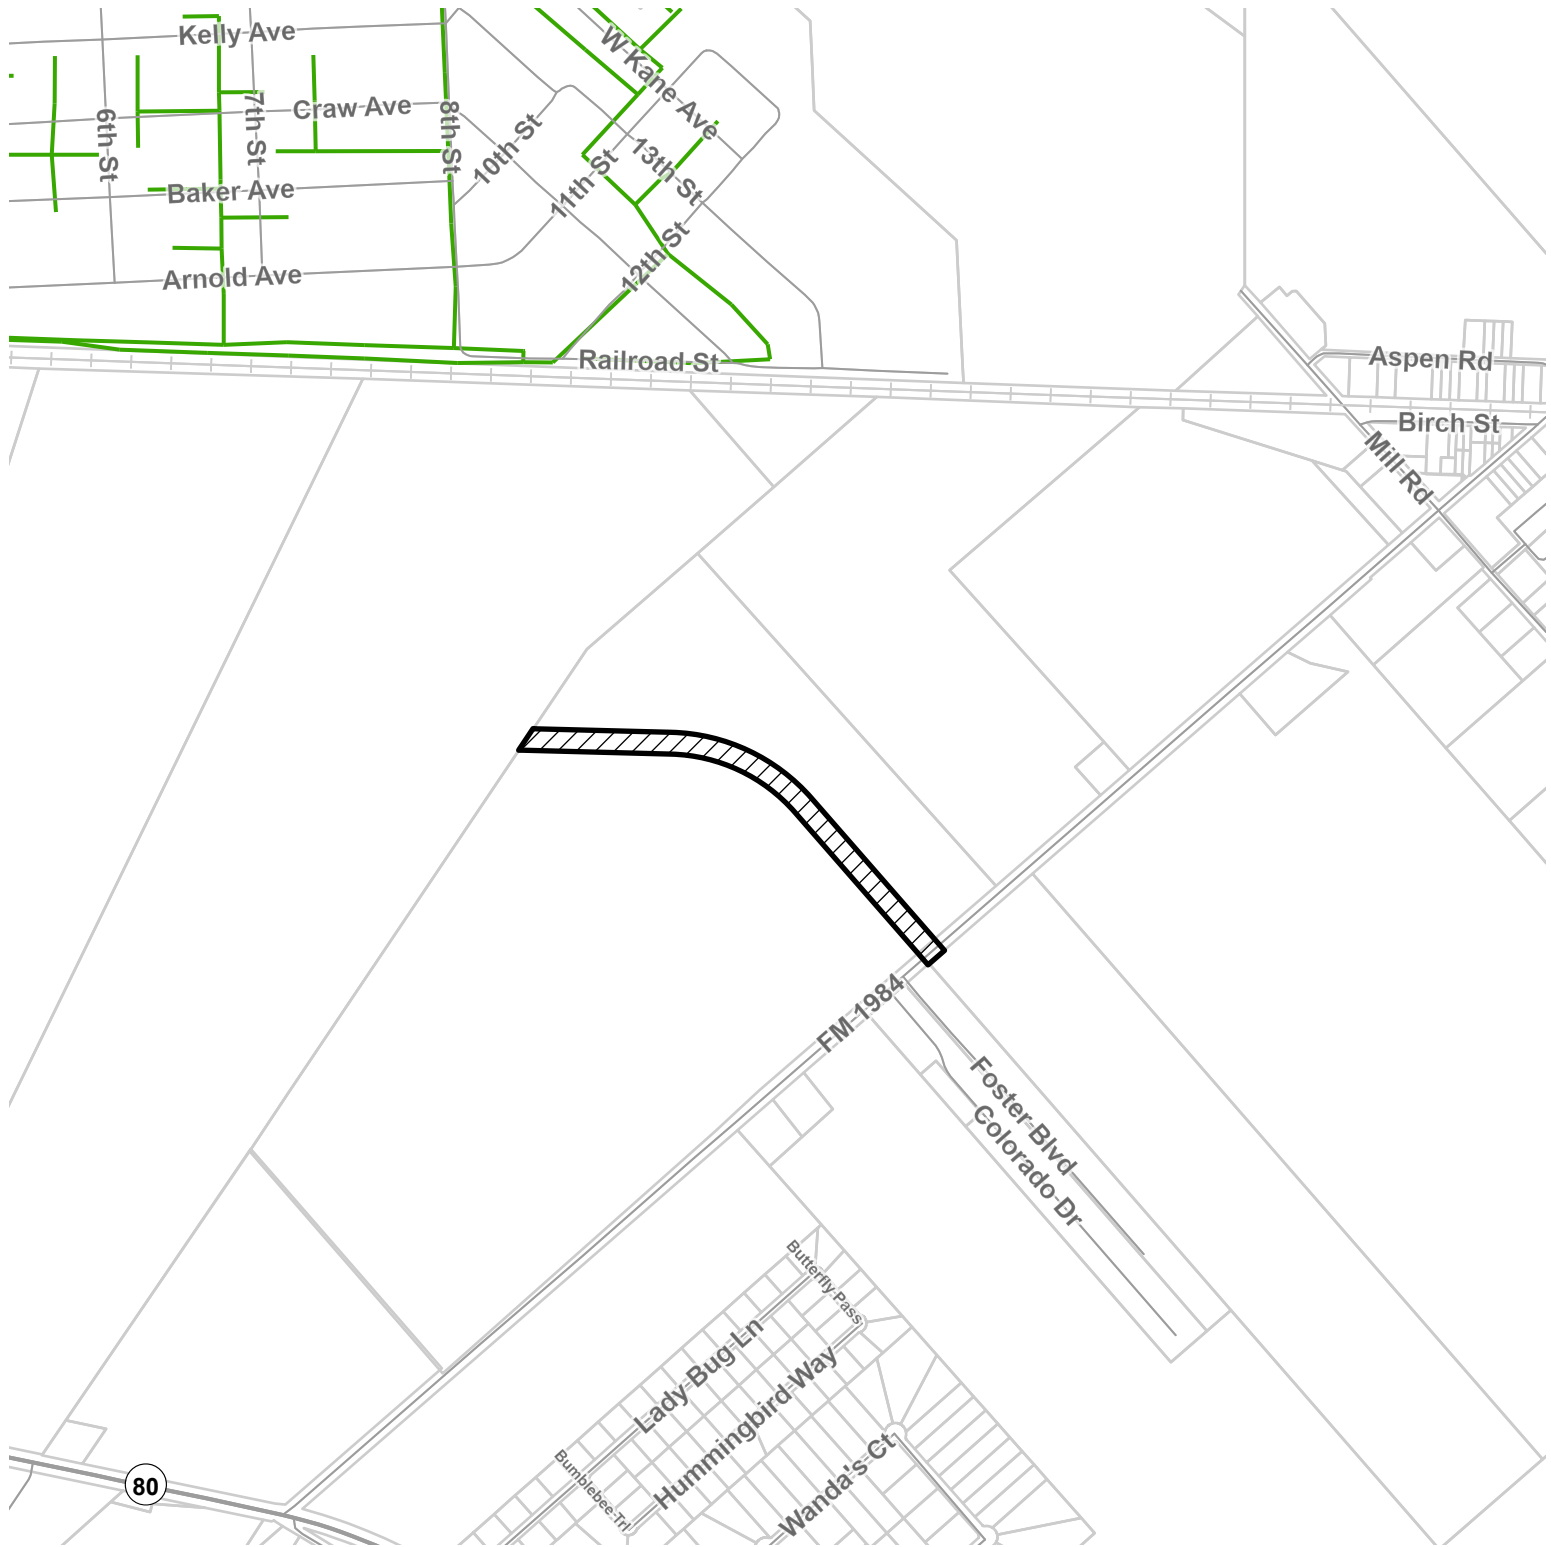 Kelly Ave
W Kane Ave
6th St
7th St
Craw Ave
8th St
10th St
13th St
11th St
Baker Ave
12th St
Arnold Ave
Railroad St
Aspen Rd
Birch St
Mill Rd
FM 1984
Foster Blvd
Colorado Dr
Butterfly Pass
Lady Bug Ln
Hummingbird Way
Bumblebee Trl
Wanda's Ct
80